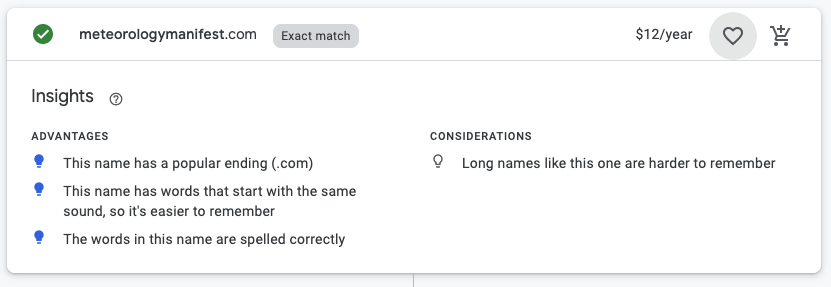 meteorologymanifest.com Exact match $12/year
Insights
ADVANTAGES
This name has a popular ending (.com)
This name has words that start with the same
sound, so it's easier to remember
The words in this name are spelled correctly
CONSIDERATIONS
Long names like this one are harder to remember